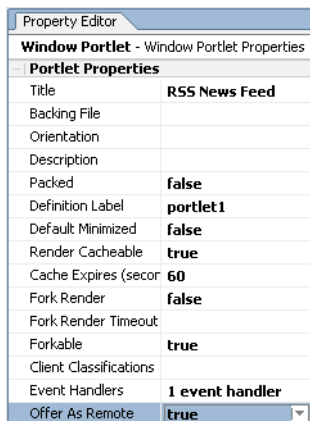 Property Editor
Window Portlet - Window Portlet Properties
Portlet Properties
Title RSS News Feed
Backing File
Orientation
Description
Packed false
Definition Label portlet1
Default Minimized false
Render Cacheable true
Cache Expires (secor 60
Fork Render false
Fork Render Timeout
Forkable true
Client Classifications
Event Handlers 1 event handler
Offer As Remote true